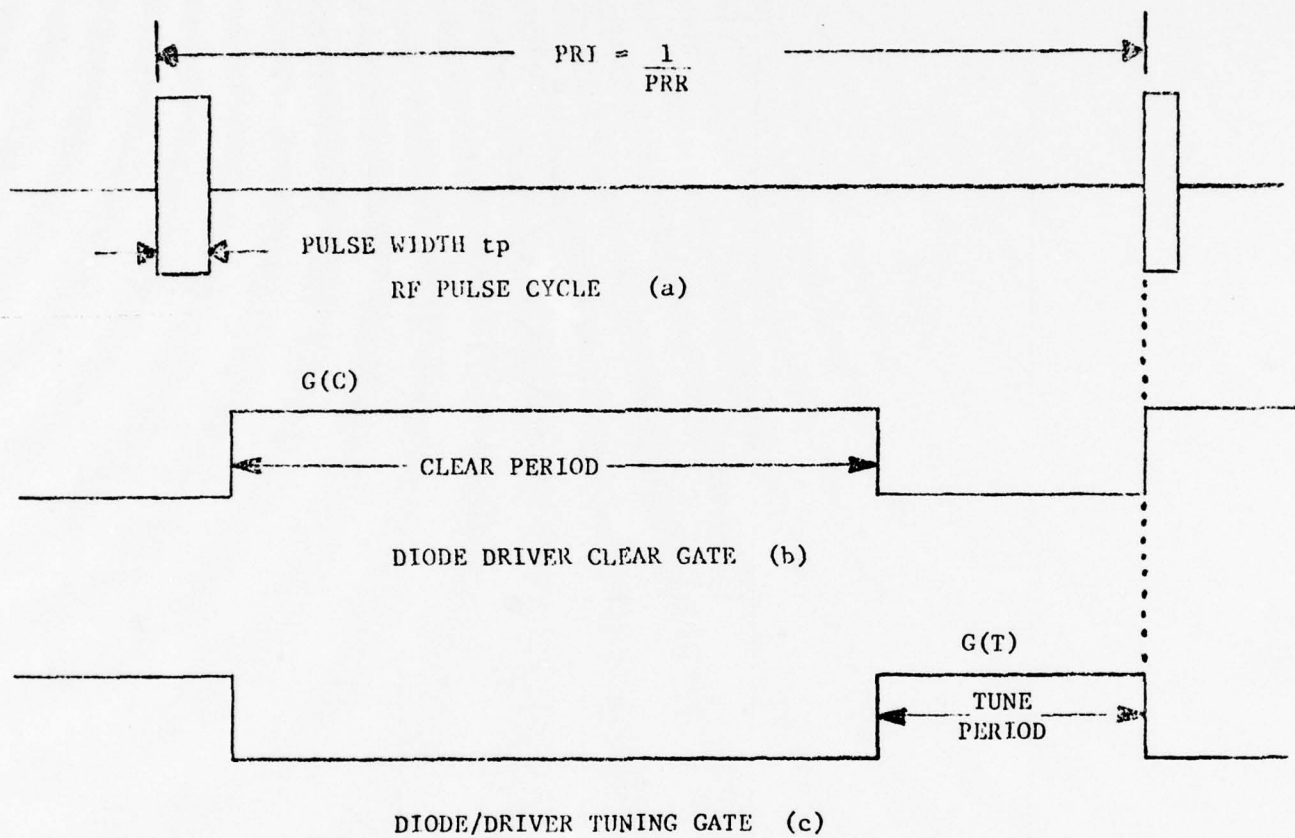 PRI = 1
PRR
PULSE WIDTH tp
RF PULSE CYCLE (a)
G(C)
CLEAR PERIOD
DIODE DRIVER CLEAR GATE (b)
G(T)
TUNE
PERIOD
DIODE/DRIVER TUNING GATE (c)